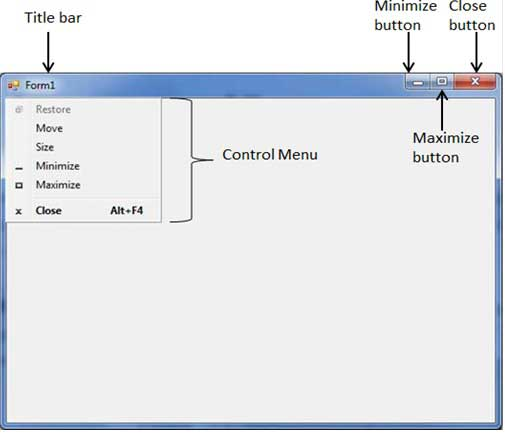 Title bar
Minimize
button
Close
button
Form1
Maximize
button
Restore
Move
Size
Minimize
Maximize
Close Alt+F4
Control Menu